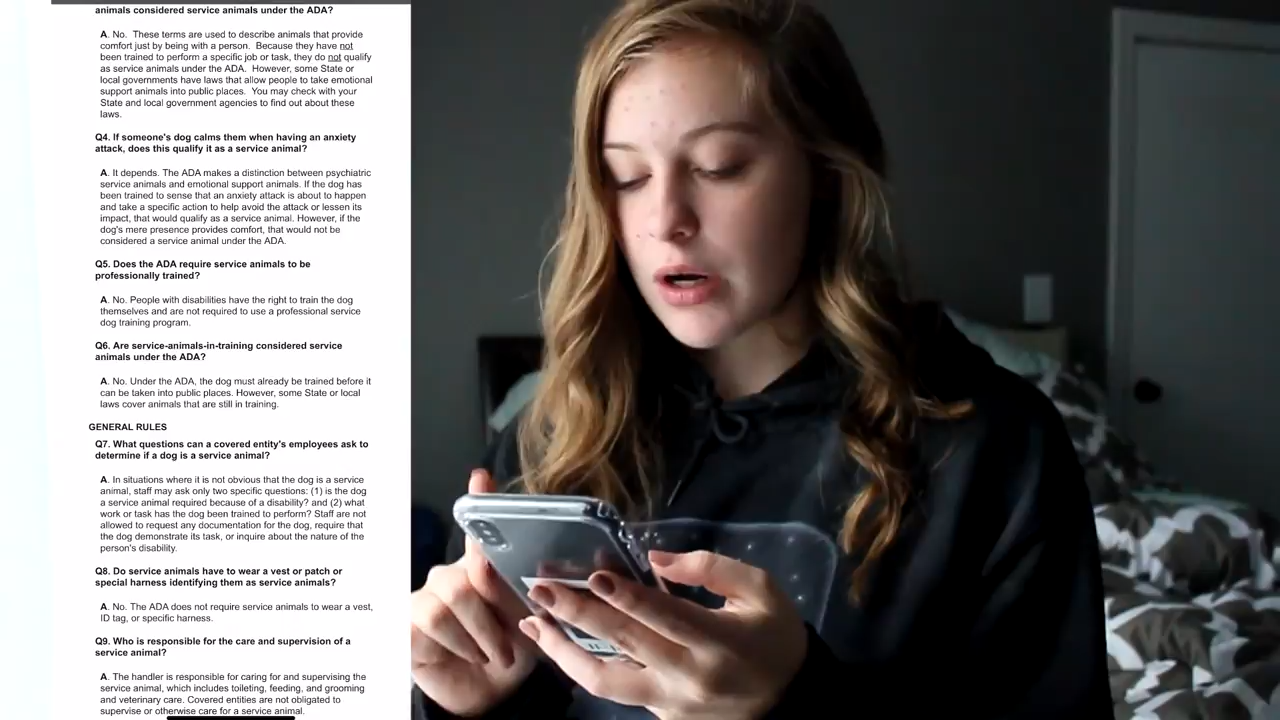 animals considered service animals under the ADA?
A. No. These terms are used to describe animals that provide
comfort just by being with a person. Because they have not
been trained to perform a specific job or task, they do not qualify
as service animals under the ADA. However, some State or
local governments have laws that allow people to take emotional
support animals into public places. You may check with your
State and local government agencies to find out about these
laws.
Q4. If someone's dog calms them when having an anxiety
attack, does this qualify it as a service animal?
A. It depends. The ADA makes a distinction between psychiatric
service animals and emotional support animals. If the dog has
been trained to sense that an anxiety attack is about to happen
and take a specific action to help avoid the attack or lessen its
impact, that would qualify as a service animal. However, if the
dog's mere presence provides comfort, that would not be
considered a service animal under the ADA.
Q5. Does the ADA require service animals to be
professionally trained?
A. No. People with disabilities have the right to train the dog
themselves and are not required to use a professional service
dog training program.
Q6. Are service-animals-in-training considered service
animals under the ADA?
A. No. Under the ADA, the dog must already be trained before it
can be taken into public places. However, some State or local
laws cover animals that are still in training.
GENERAL RULES
Q7. What questions can a covered entity's employees ask to
determine if a dog is a service animal?
A. In situations where it is not obvious that the dog is a service
animal, staff may ask only two specific questions: (1) is the dog
a service animal required because of a disability? and (2) what
work or task has the dog been trained to perform? Staff are not
allowed to request any documentation for the dog, require that
the dog demonstrate its task, or inquire about the nature of the
person's disability.
Q8. Do service animals have to wear a vest or patch or
special harness identifying them as service animals?
A. No. The ADA does not require service animals to wear a vest,
ID tag, or specific harness.
Q9. Who is responsible for the care and supervision of a
service animal?
A. The handler is responsible for caring for and supervising the
service animal, which includes toileting, feeding, and grooming
and veterinary care. Covered entities are not obligated to
supervise or otherwise care for a service animal.